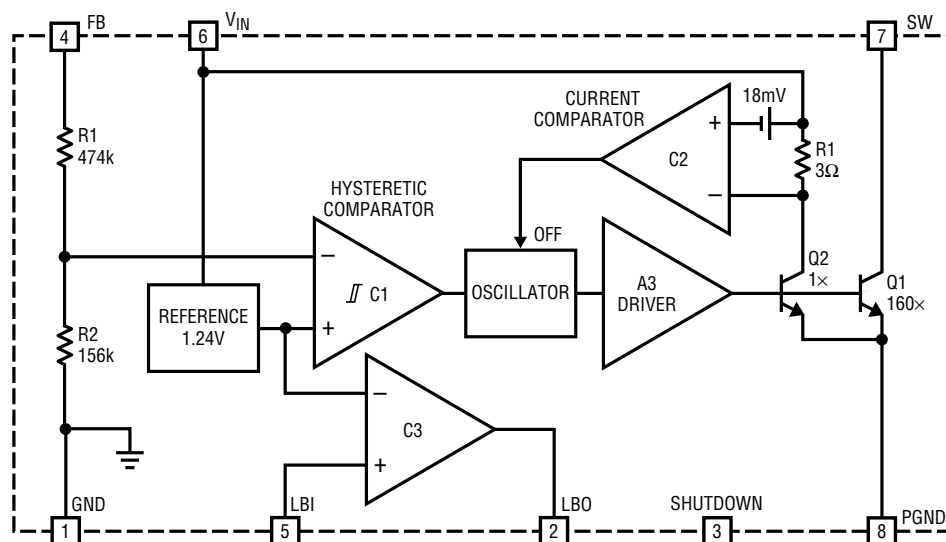 FB
4
VIN
6
SW
7
R1
474k
CURRENT
COMPARATOR
18mV
+
C2
−
R1
3Ω
HYSTERETIC
COMPARATOR
OFF
−
C1
+
OSCILLATOR
A3
DRIVER
Q2
1×
Q1
160×
REFERENCE
1.24V
R2
156k
−
C3
+
GND
1
LBI
5
LBO
2
SHUTDOWN
3
PGND
8